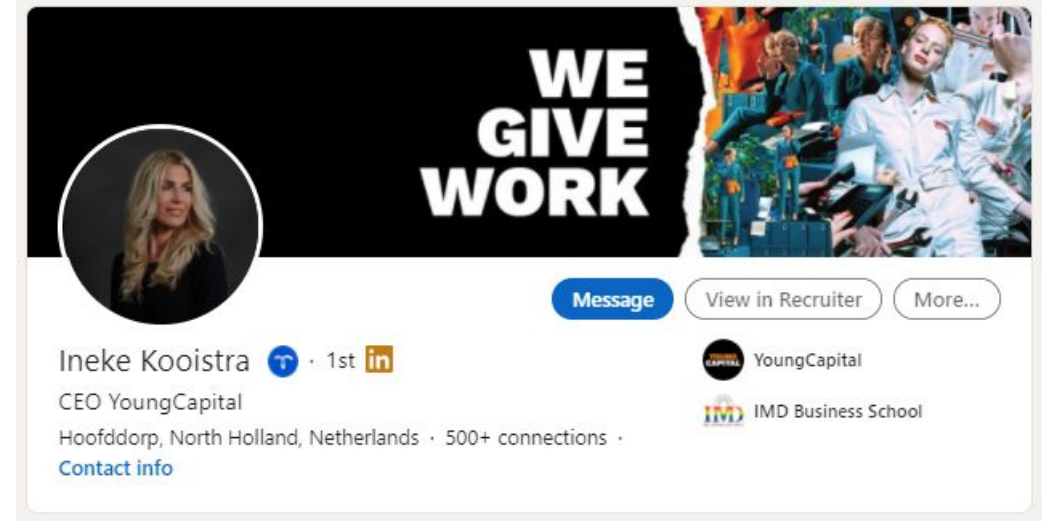 WE
GIVE
WORK
Message
View in Recruiter
More...
Ineke Kooistra · 1st in
YoungCapital
CEO YoungCapital
IMD IMD Business School
Hoofddorp, North Holland, Netherlands · 500+ connections ·
Contact info